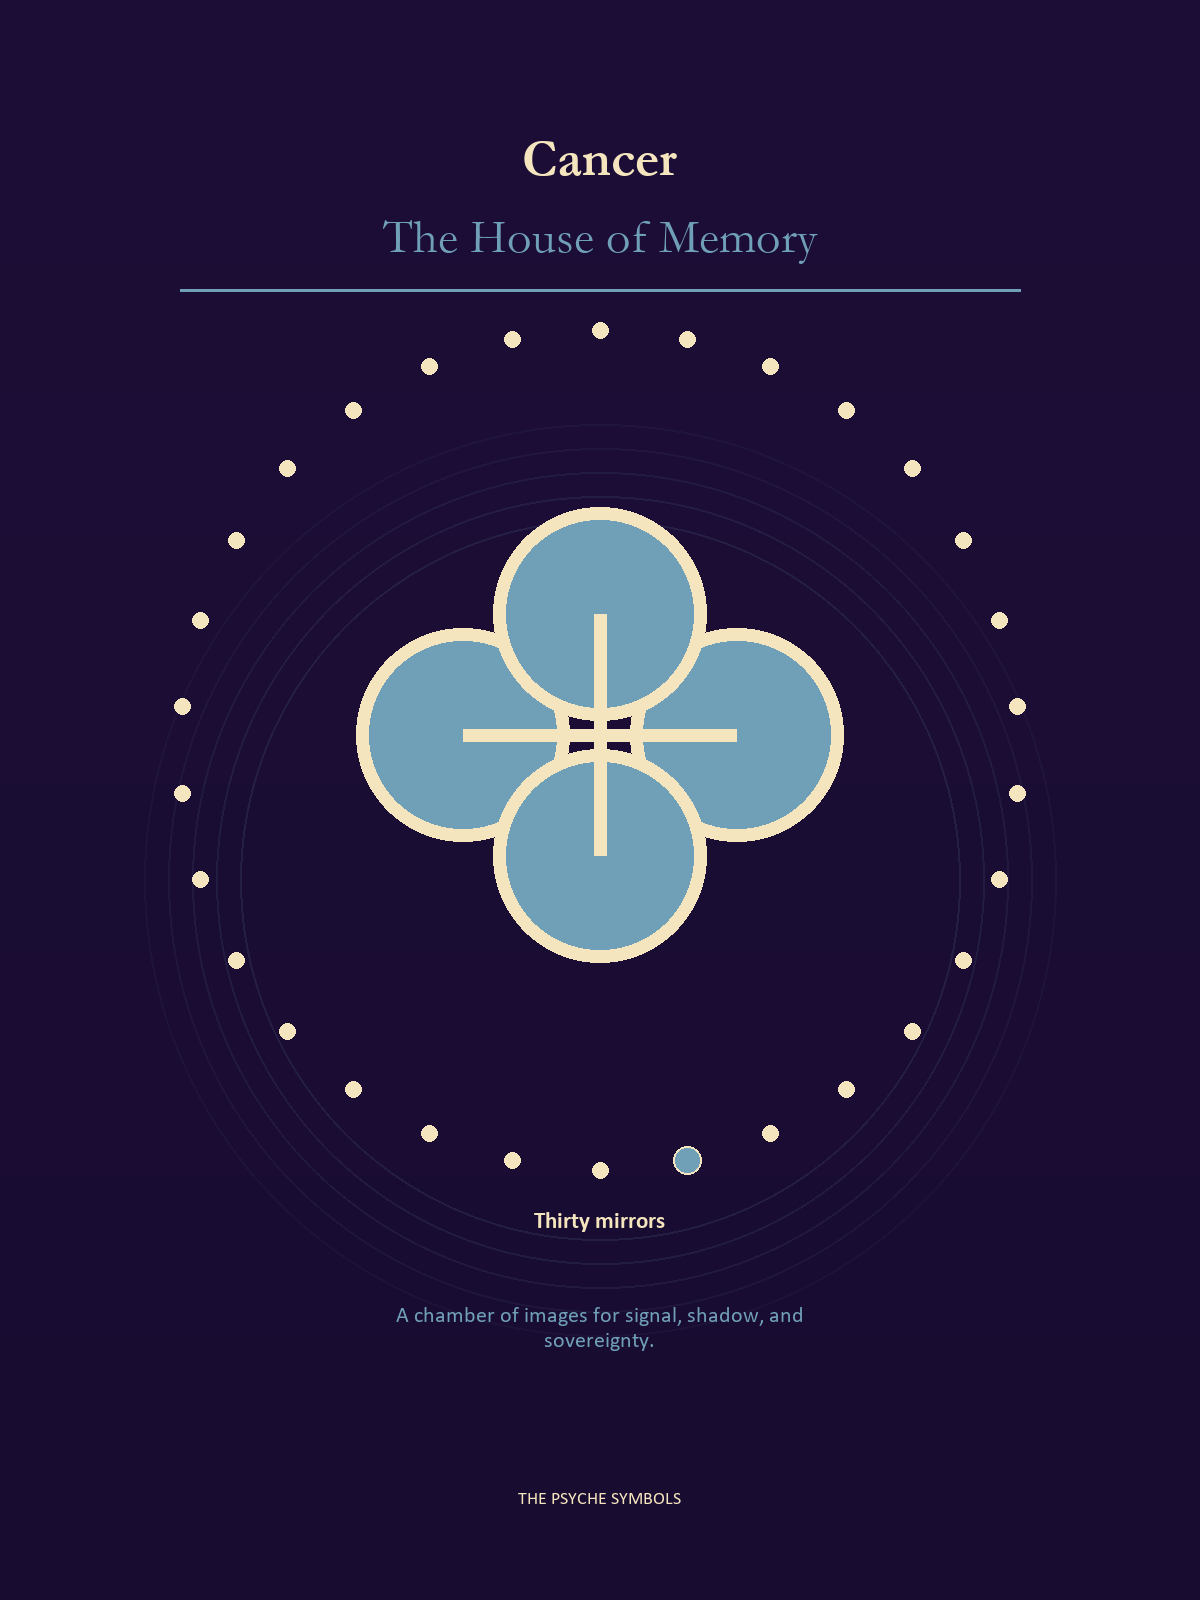 Cancer
The House of Memory
Thirty mirrors
A chamber of images for signal, shadow, and
sovereignty.
THE PSYCHE SYMBOLS